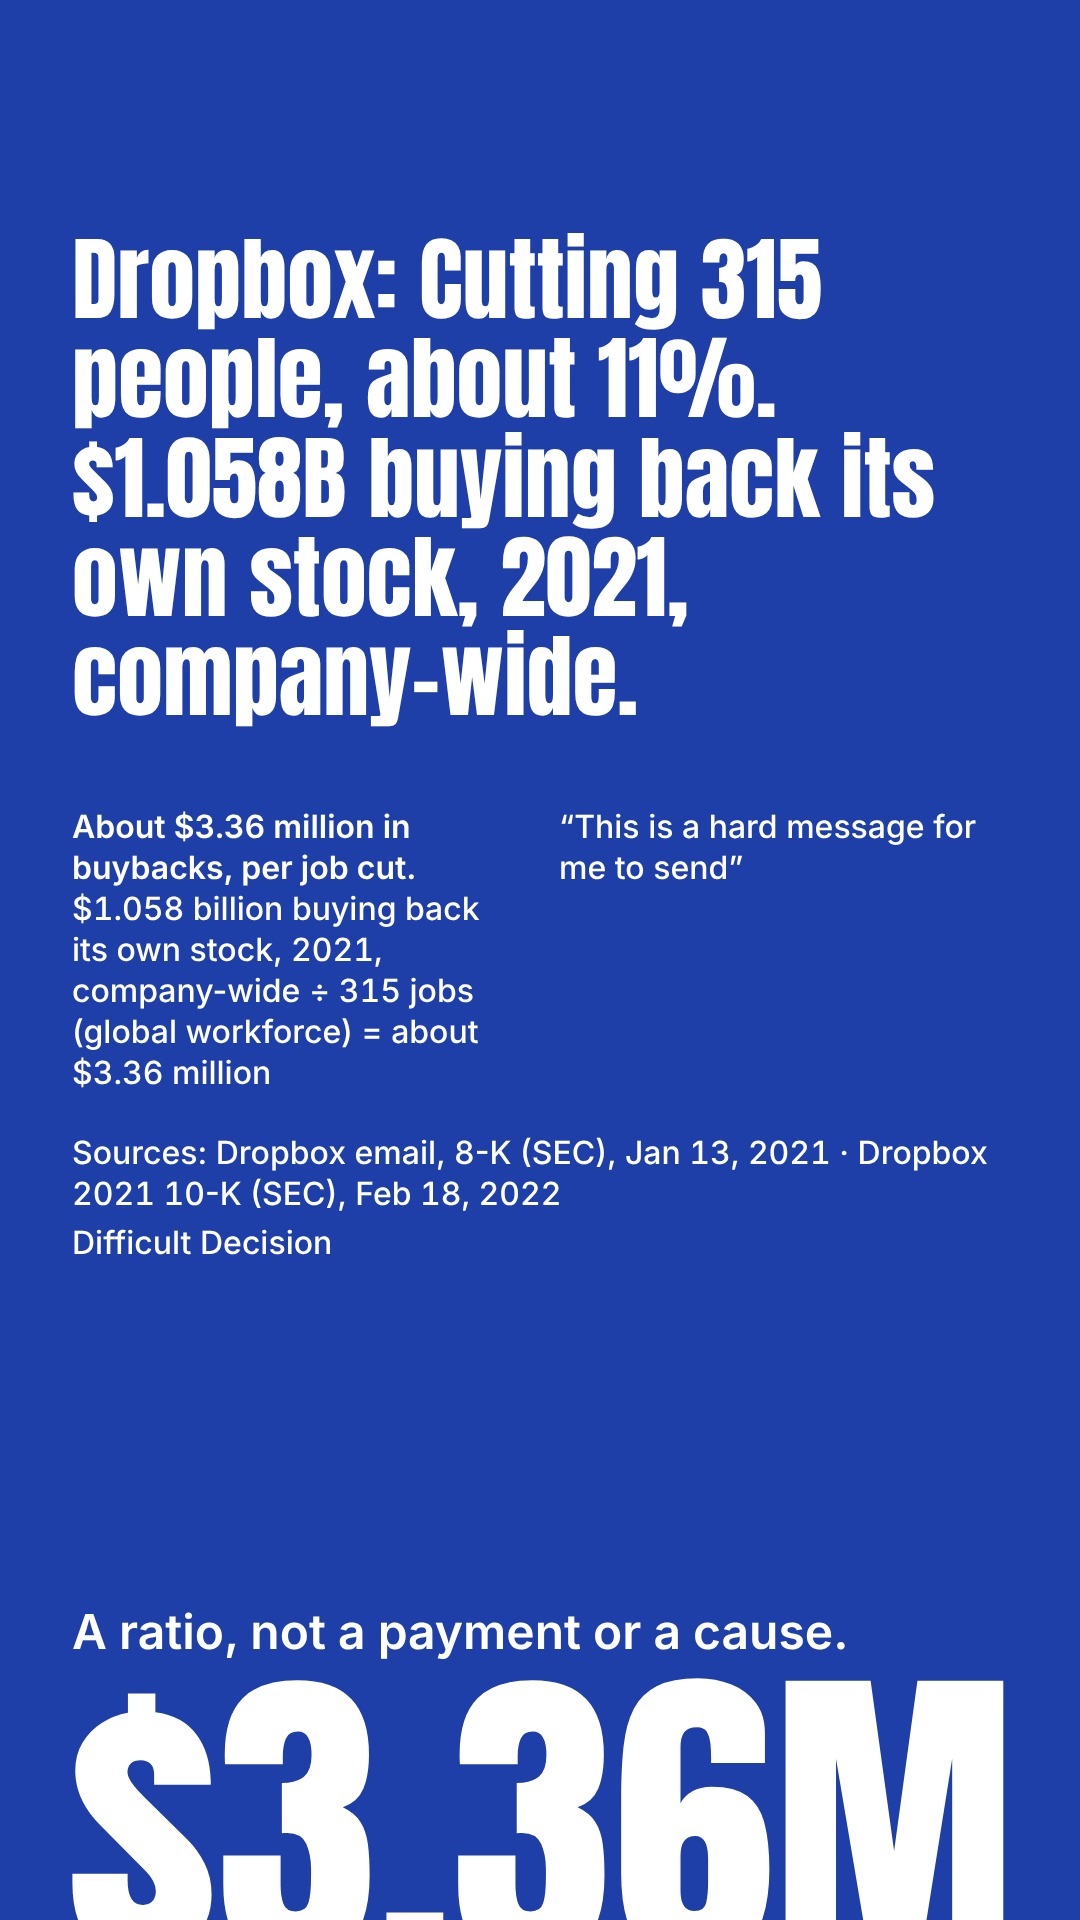 Dropbox: Cutting 315
people, about 11%.
$1.058B buying back its
own stock, 2021,
company-wide.
About $3.36 million in
buybacks, per job cut.
$1.058 billion buying back
its own stock, 2021,
company-wide ÷ 315 jobs
(global workforce) = about
$3.36 million
“This is a hard message for
me to send”
Sources: Dropbox email, 8-K (SEC), Jan 13, 2021 · Dropbox
2021 10-K (SEC), Feb 18, 2022
Difficult Decision
A ratio, not a payment or a cause.
$3.36M